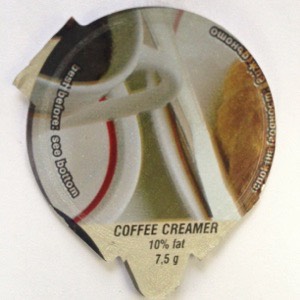 best before: see bottom
COFFEE CREAMER
10% fat
7,5 g